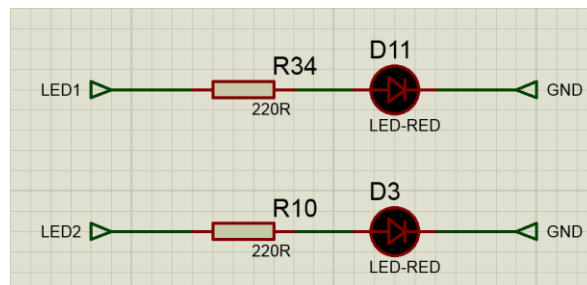 D11
R34
LED1
GND
220R
LED-RED
D3
R10
LED2
GND
220R
LED-RED